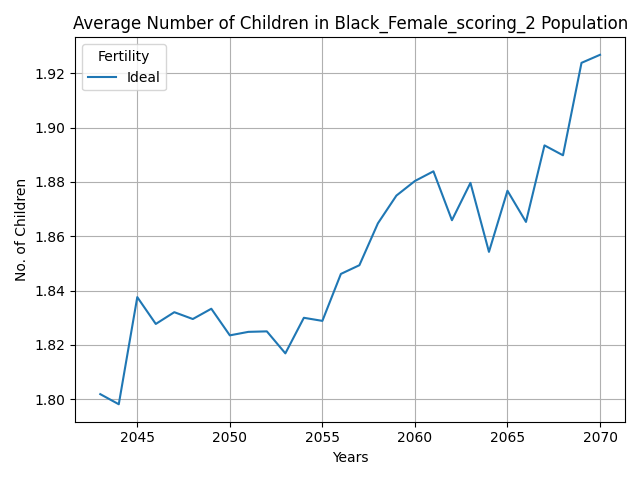 Average Number of Children in Black_Female_scoring_2 Population
Fertility
Ideal
No. of Children
1.92
1.90
1.88
1.86
1.84
1.82
1.80
2045 2050 2055 2060 2065 2070
Years